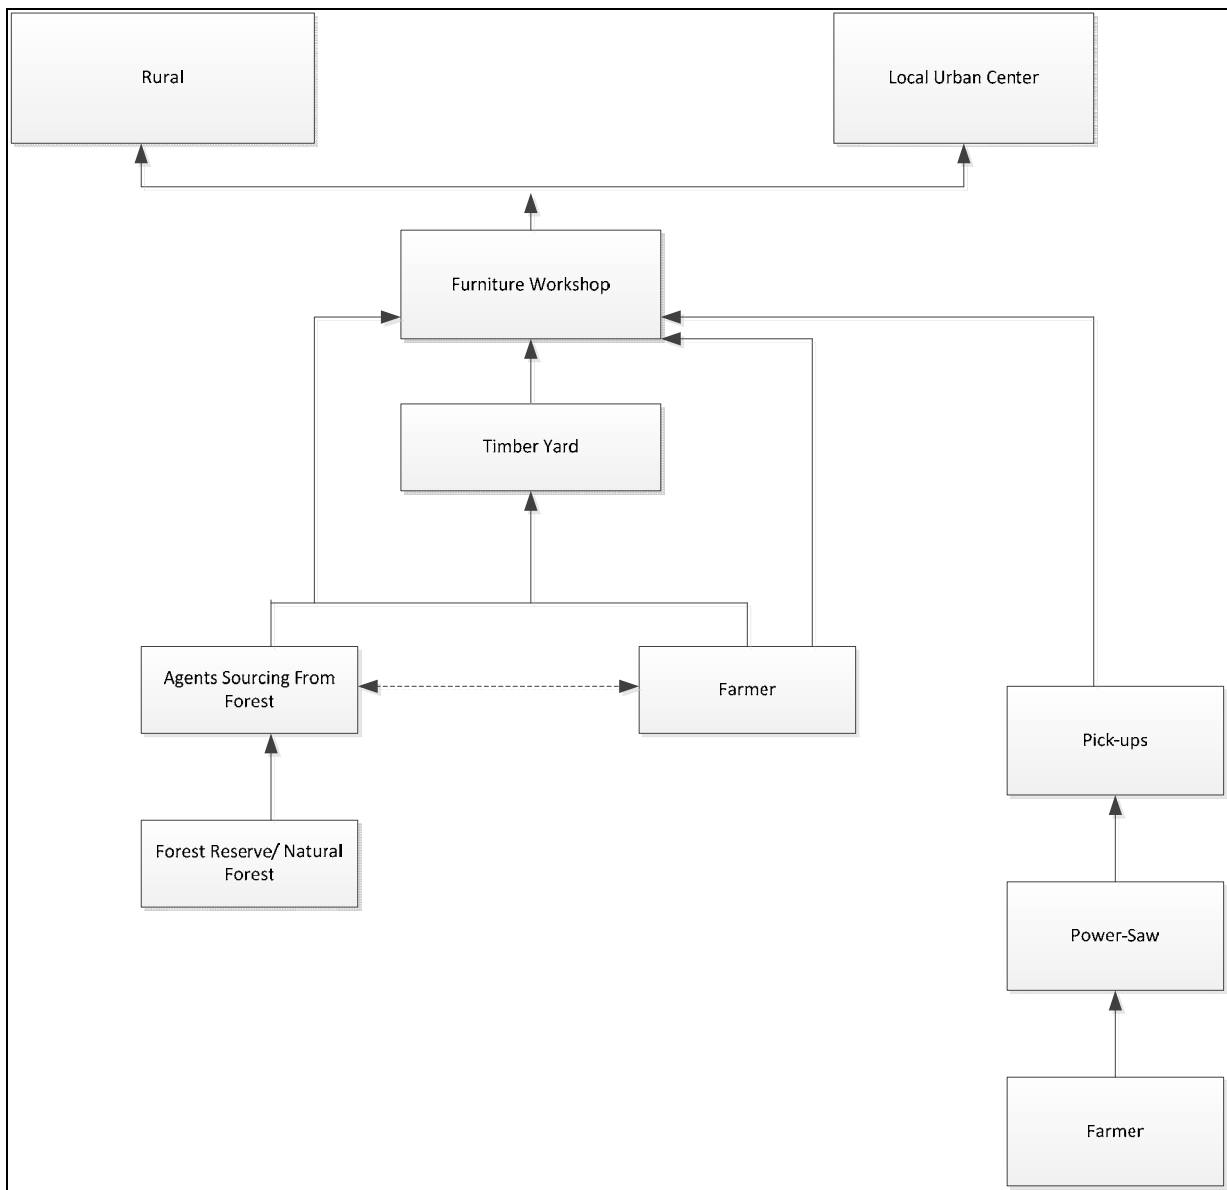 Rural
Local Urban Center
Furniture Workshop
Timber Yard
Agents Sourcing From
Forest
Farmer
Pick-ups
Forest Reserve/ Natural
Forest
Power-Saw
Farmer